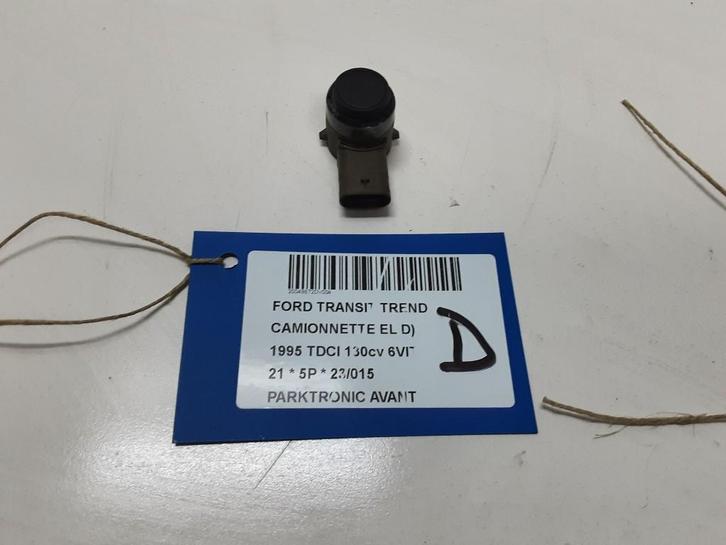 FORD TRANSIT TREND
CAMIONNETTE EL D)
1995 TDCI 130cv 6VIT
21 * 5P * 23/015
PARKTRONIC AVANT
D